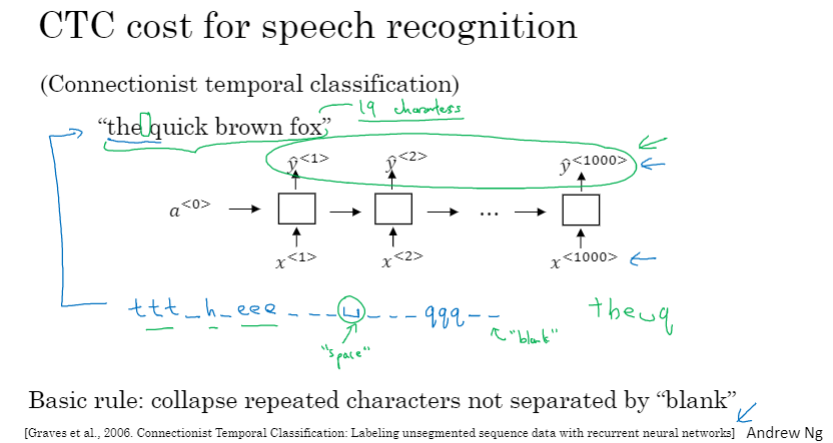 CTC cost for speech recognition
(Connectionist temporal classification)
19 characters
“the quick brown fox”
ŷ<1> ŷ<2> ŷ<1000>
a<0> ...
x<1> x<2> x<1000>
ttt_h_eee _ _ _ ␣ _ _ _ qqq _ _ the␣q
"space" "blank"
Basic rule: collapse repeated characters not separated by “blank”
[Graves et al., 2006. Connectionist Temporal Classification: Labeling unsegmented sequence data with recurrent neural networks] Andrew Ng